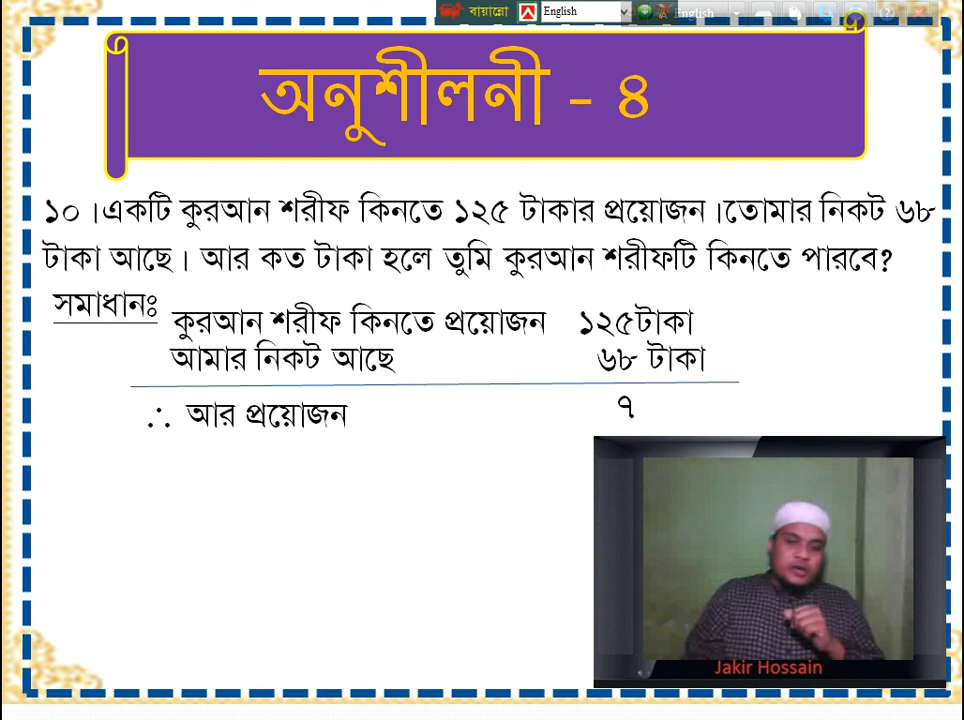 বায়ান্নো English English
অনুশীলনী - ৪
১০।একটি কুরআন শরীফ কিনতে ১২৫ টাকার প্রয়োজন।তোমার নিকট ৬৮
টাকা আছে। আর কত টাকা হলে তুমি কুরআন শরীফটি কিনতে পারবে?
সমাধানঃ
কুরআন শরীফ কিনতে প্রয়োজন ১২৫টাকা
আমার নিকট আছে ৬৮ টাকা
∴ আর প্রয়োজন ৭
Jakir Hossain